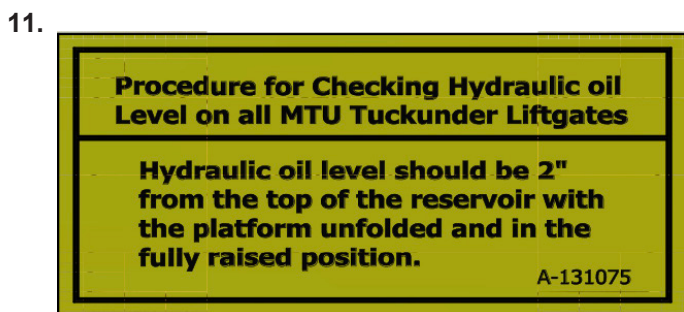 11.
Procedure for Checking Hydraulic oil
Level on all MTU Tuckunder Liftgates
Hydraulic oil level should be 2"
from the top of the reservoir with
the platform unfolded and in the
fully raised position.
A-131075